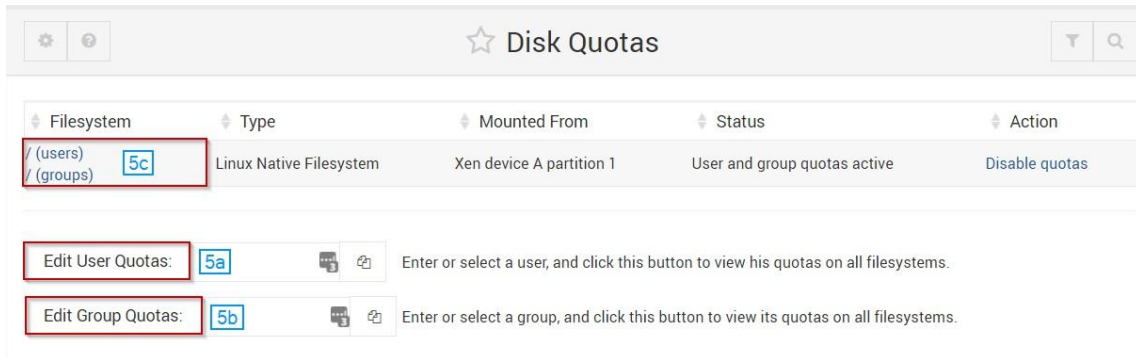 Disk Quotas
Filesystem Type Mounted From Status Action
/ (users)
/ (groups)
5c
Linux Native Filesystem Xen device A partition 1 User and group quotas active Disable quotas
Edit User Quotas: 5a 3 Enter or select a user, and click this button to view his quotas on all filesystems.
Edit Group Quotas: 5b 3 Enter or select a group, and click this button to view its quotas on all filesystems.